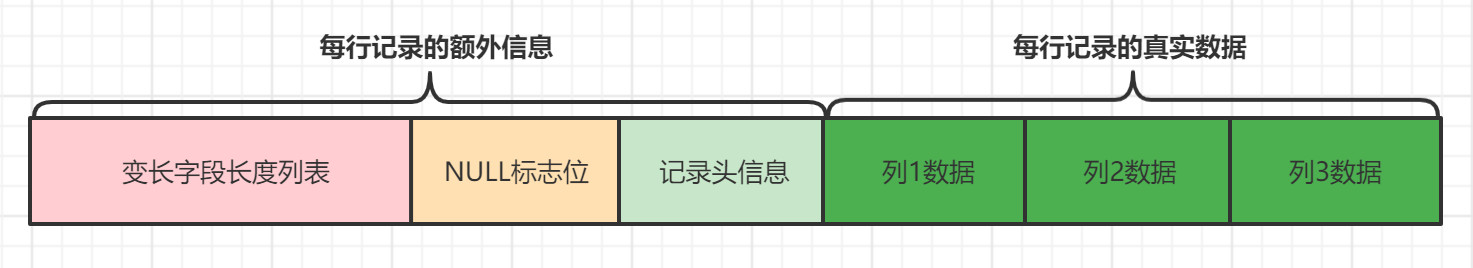 每行记录的额外信息
每行记录的真实数据
变长字段长度列表
NULL标志位
记录头信息
列1数据
列2数据
列3数据